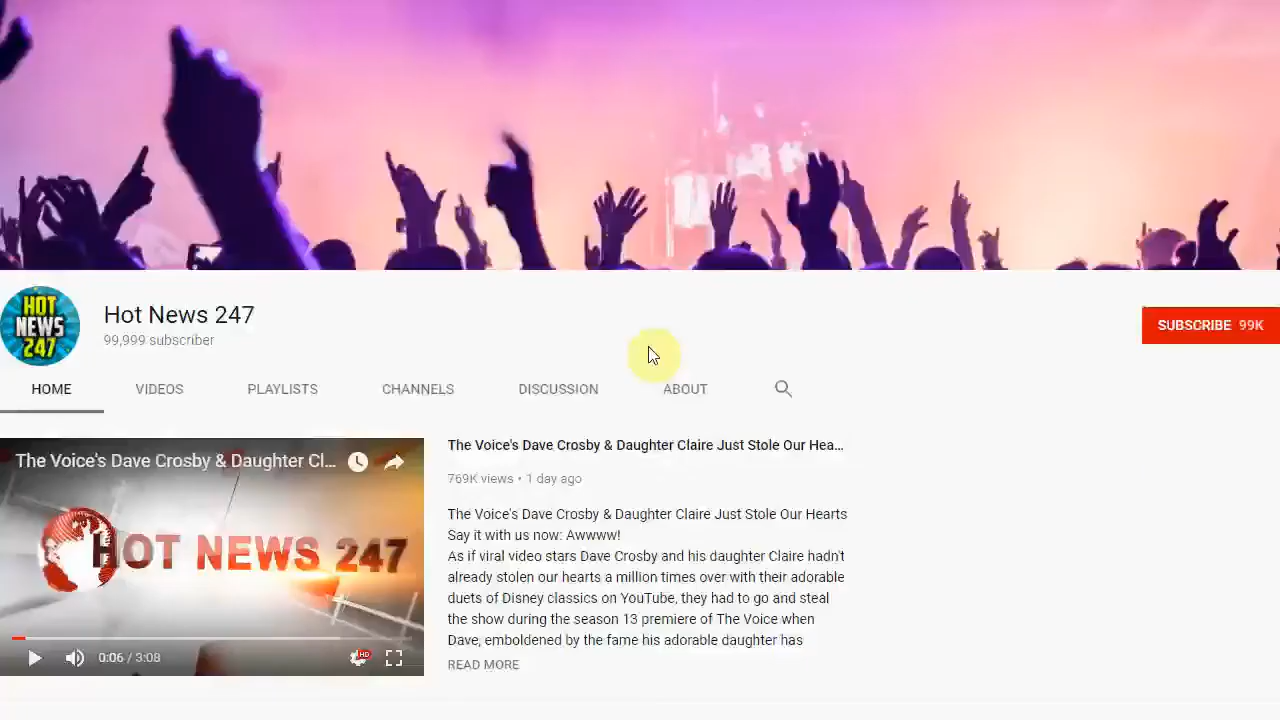 HOT
NEWS
247
Hot News 247
99,999 subscriber
SUBSCRIBE 99K
HOME VIDEOS PLAYLISTS CHANNELS DISCUSSION ABOUT
The Voice's Dave Crosby & Daughter Cl...
HOT NEWS 247
HD
0:06 / 3:08
The Voice's Dave Crosby & Daughter Claire Just Stole Our Hea...
769K views • 1 day ago
The Voice's Dave Crosby & Daughter Claire Just Stole Our Hearts
Say it with us now: Awwww!
As if viral video stars Dave Crosby and his daughter Claire hadn't
already stolen our hearts a million times over with their adorable
duets of Disney classics on YouTube, they had to go and steal
the show during the season 13 premiere of The Voice when
Dave, emboldened by the fame his adorable daughter has
READ MORE